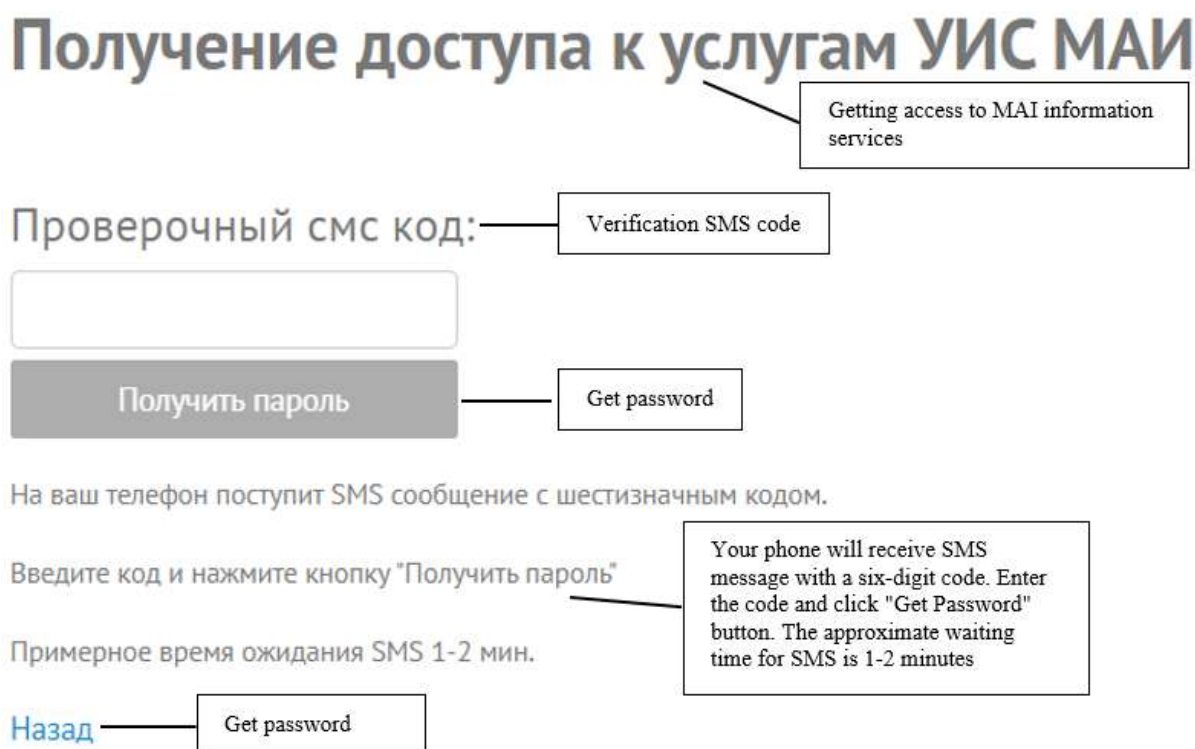 Получение доступа к услугам УИС МАИ
Getting access to MAI information
services
Проверочный смс код:
Verification SMS code
Получить пароль
Get password
На ваш телефон поступит SMS сообщение с шестизначным кодом.
Введите код и нажмите кнопку "Получить пароль"
Your phone will receive SMS
message with a six-digit code. Enter
the code and click "Get Password"
button. The approximate waiting
time for SMS is 1-2 minutes
Примерное время ожидания SMS 1-2 мин.
Назад
Get password